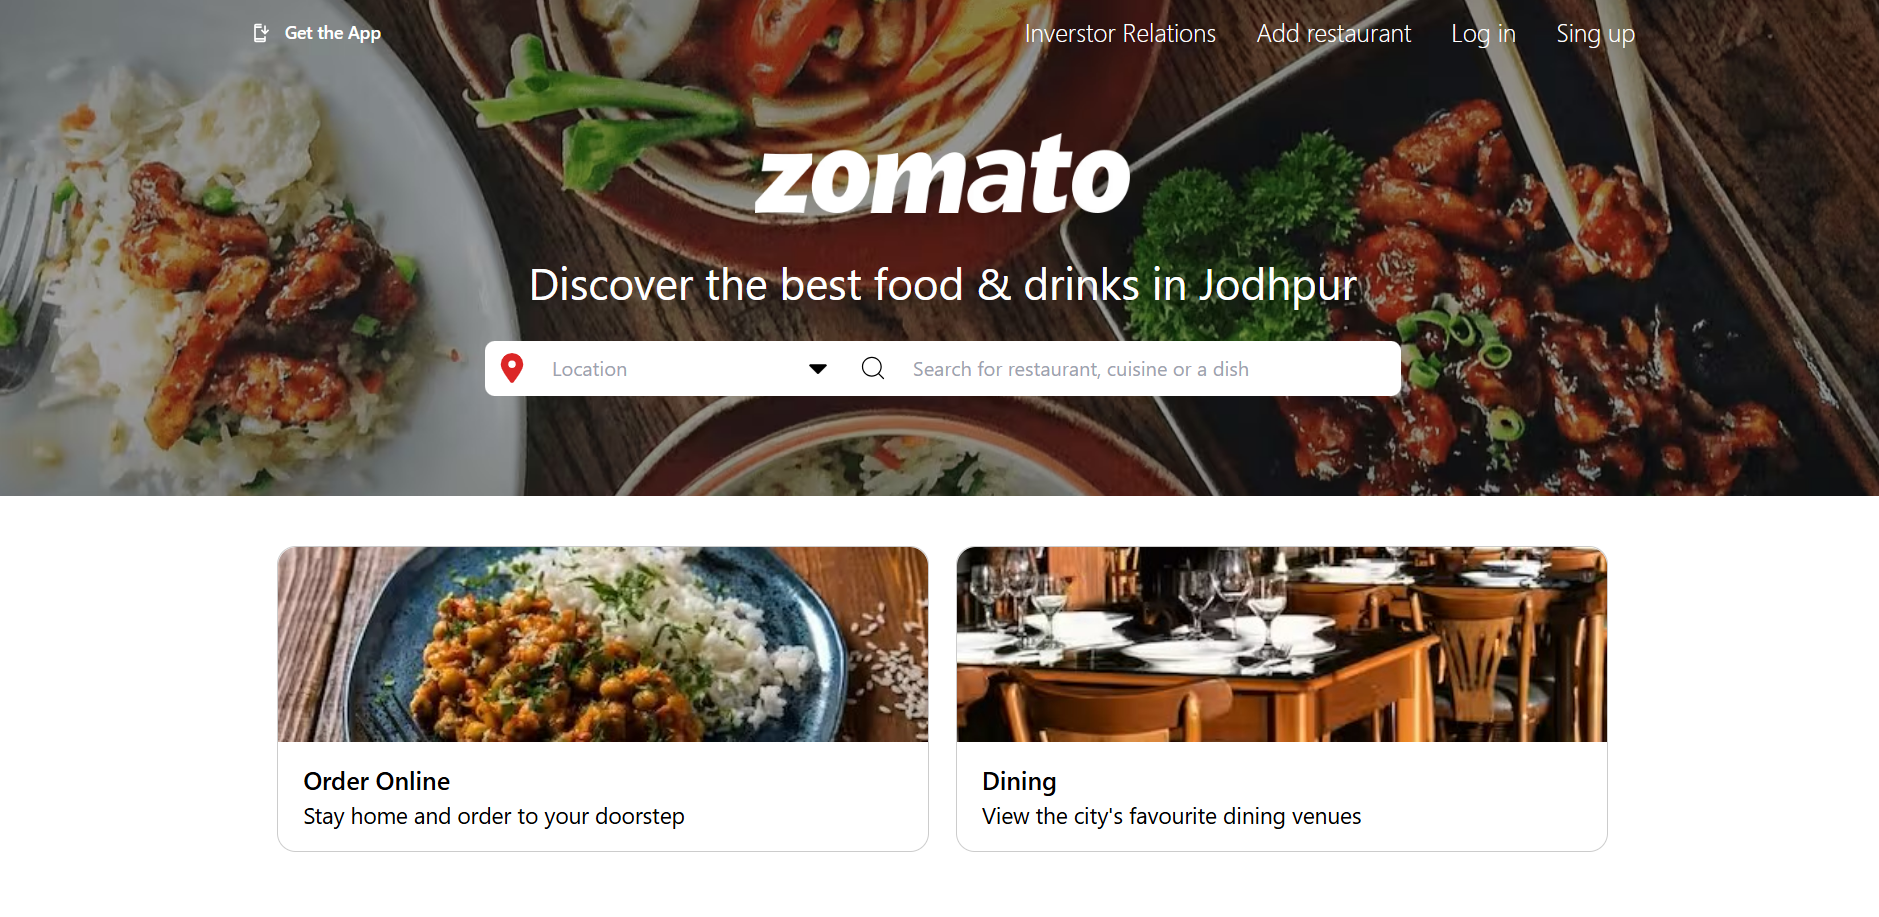 Get the App
Inverstor Relations
Add restaurant
Log in
Sing up
zomato
Discover the best food & drinks in Jodhpur
Location
Search for restaurant, cuisine or a dish
Order Online
Stay home and order to your doorstep
Dining
View the city's favourite dining venues